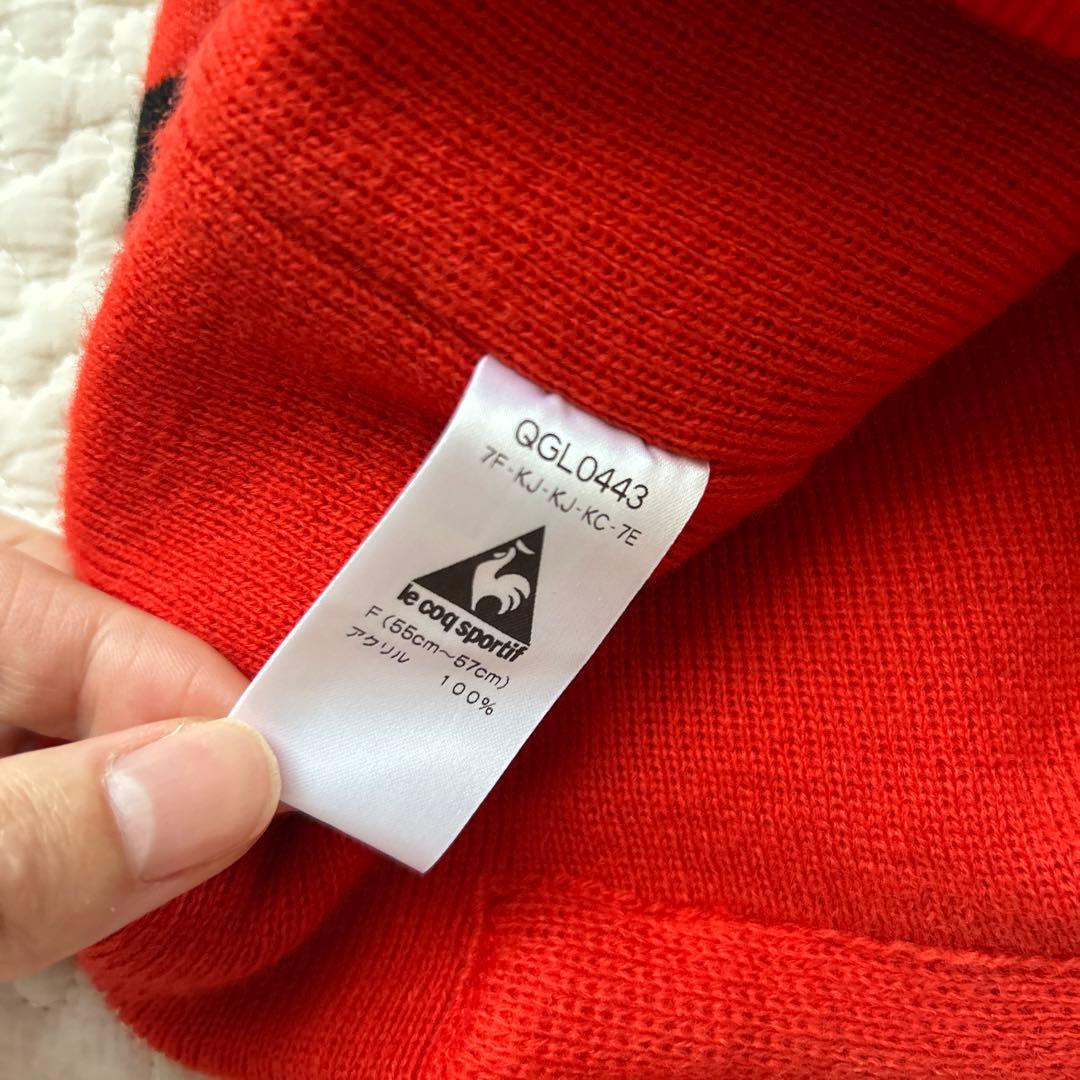 QGL0443
7F-KJ-KJ-KC-7E
le coq sportif
F(55cm～57cm)
アクリル
100%